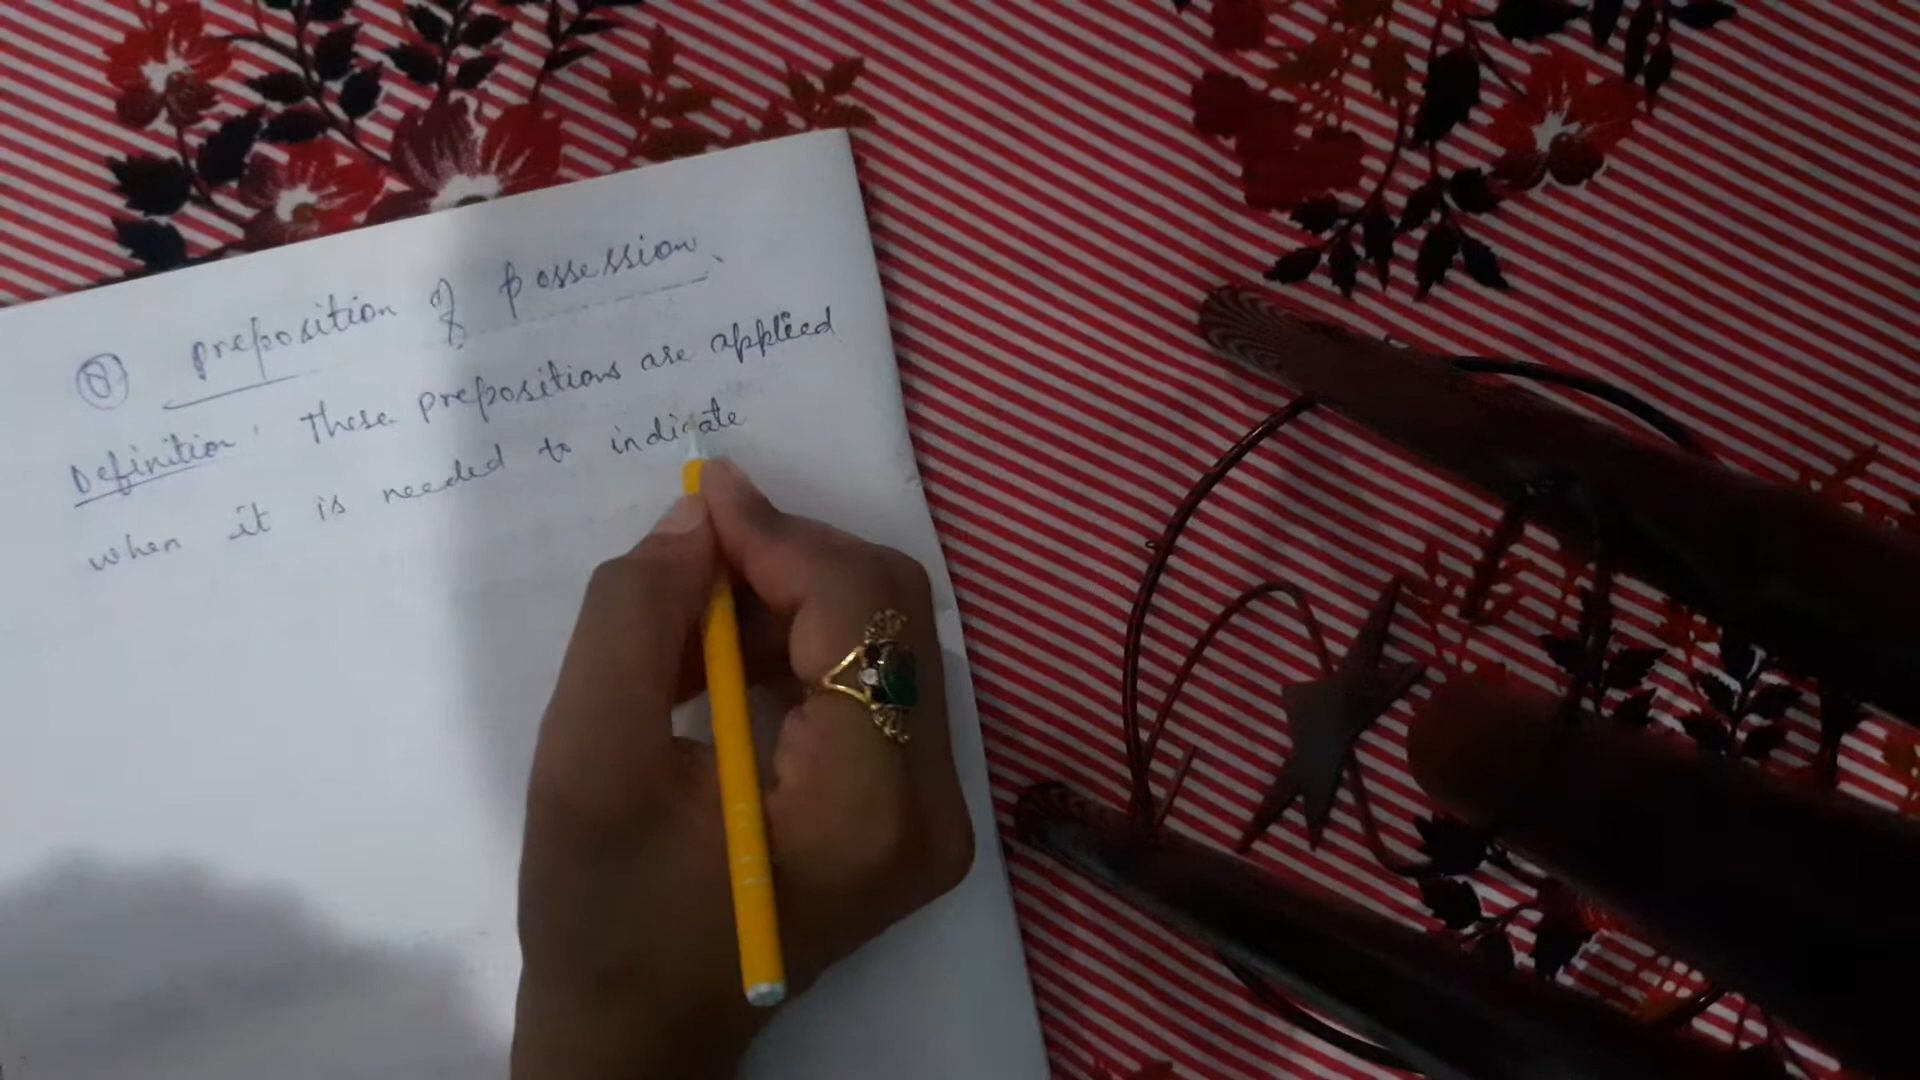 ⑧ preposition of possession.
Definition: These prepositions are applied
when it is needed to indicate